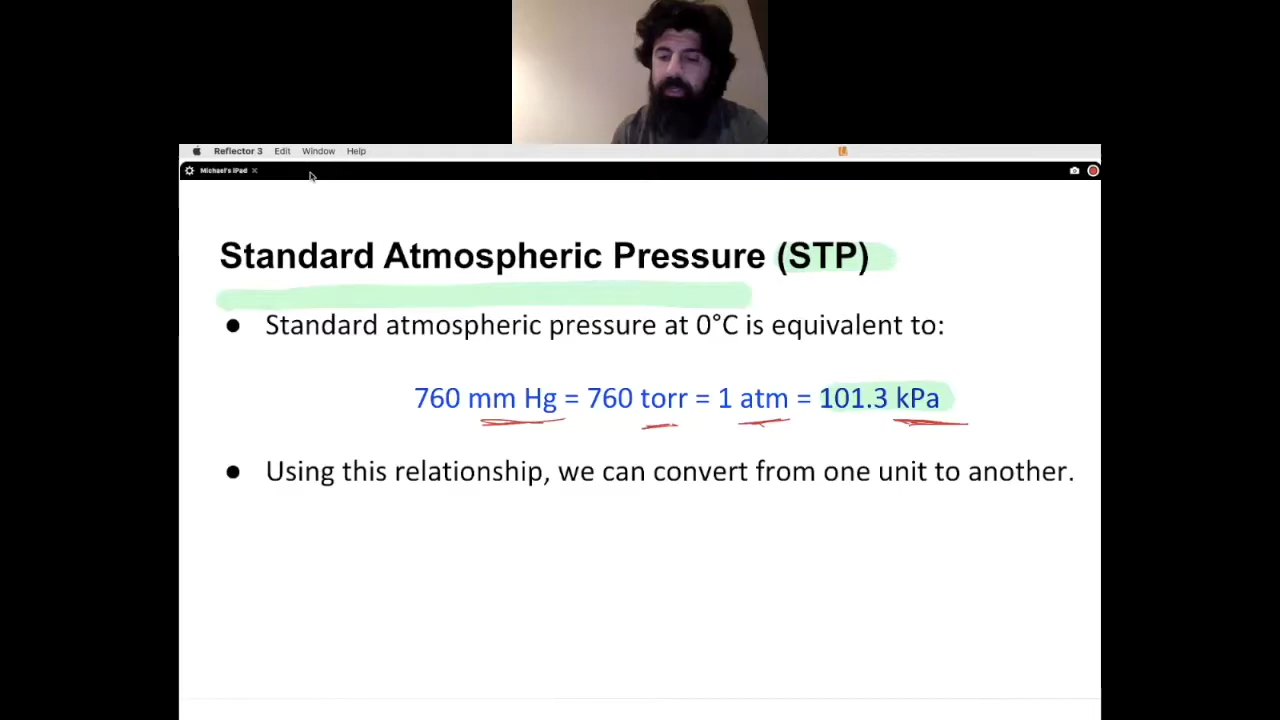 Reflector 3 Edit Window Help
Michael's iPad
Standard Atmospheric Pressure (STP)
● Standard atmospheric pressure at 0°C is equivalent to:
760 mm Hg = 760 torr = 1 atm = 101.3 kPa
● Using this relationship, we can convert from one unit to another.